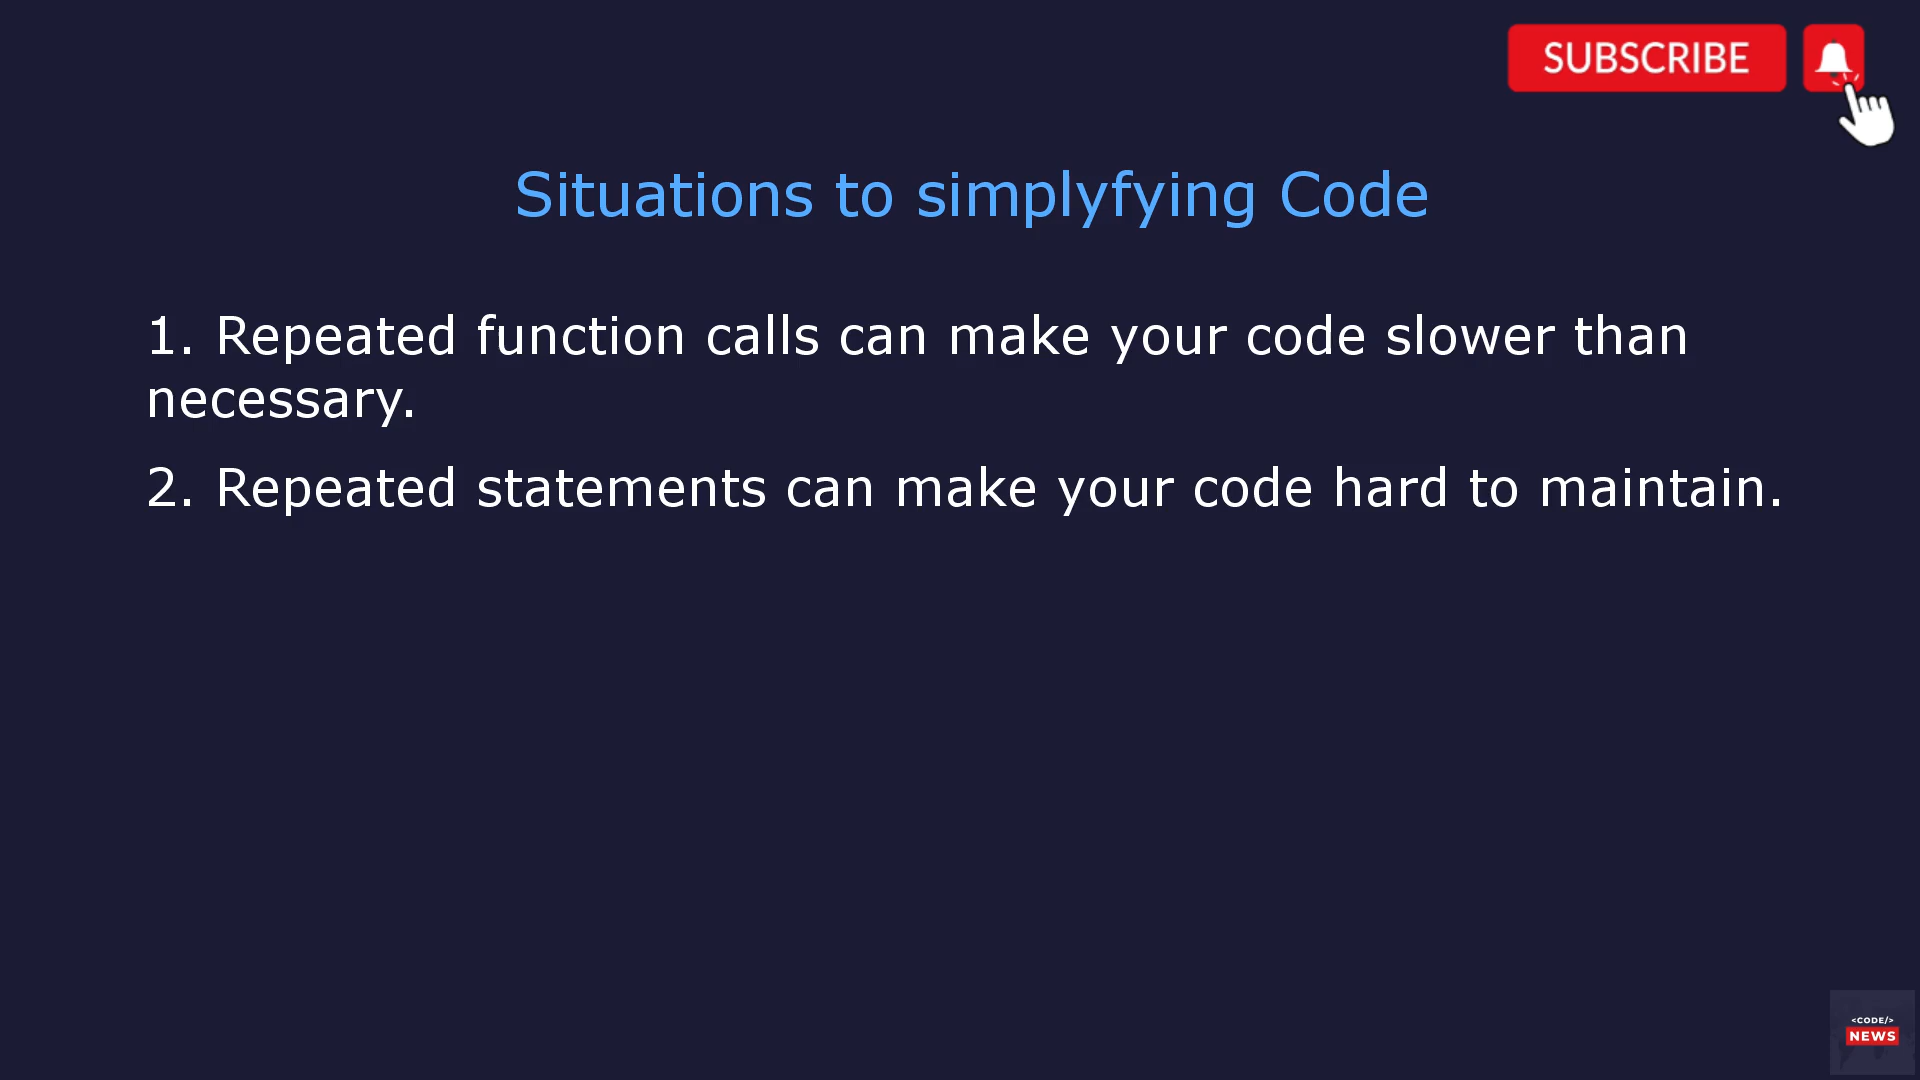 SUBSCRIBE
Situations to simplyfying Code
1. Repeated function calls can make your code slower than
necessary.
2. Repeated statements can make your code hard to maintain.
<CODE/>
NEWS